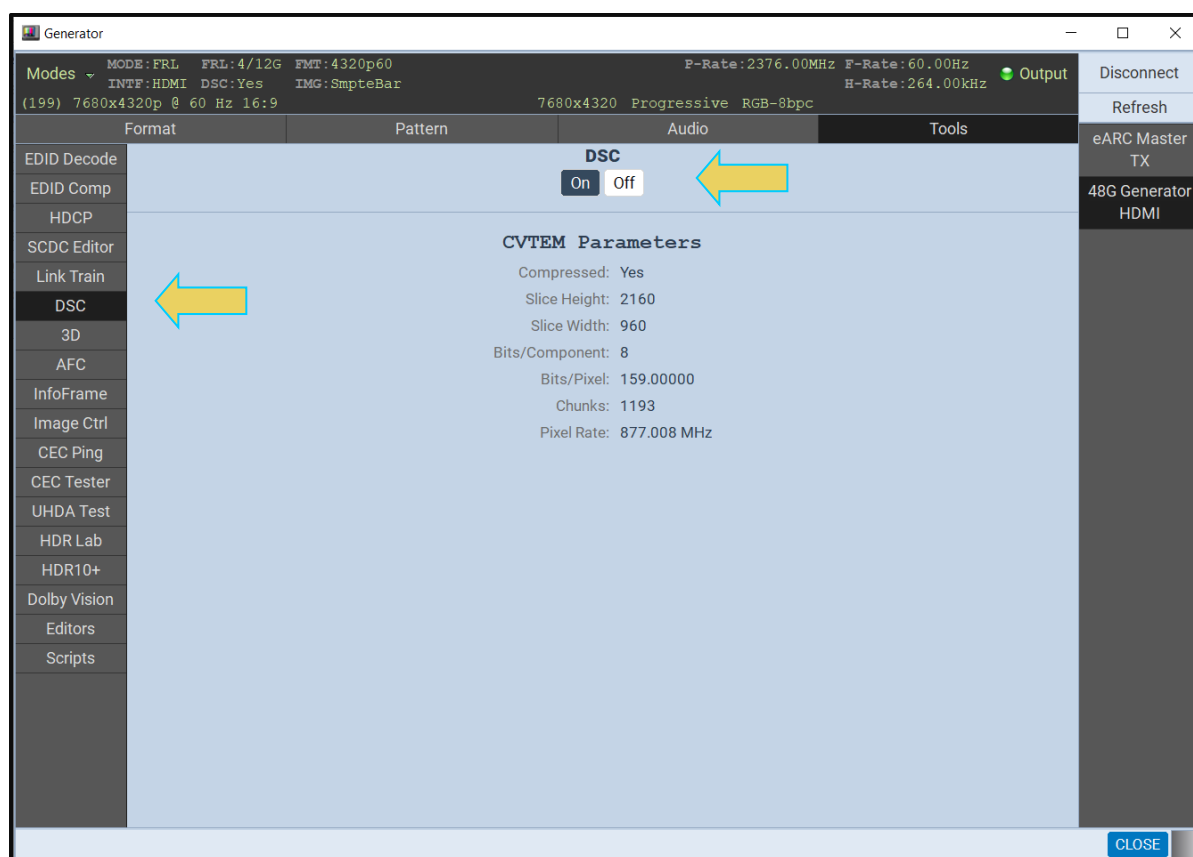 Generator
Modes
MODE:FRL FRL:4/12G FMT:4320p60
P-Rate:2376.00MHz F-Rate:60.00Hz
INTF:HDMI DSC:Yes IMG:SmpteBar
H-Rate:264.00kHz
Output
(199) 7680x4320p @ 60 Hz 16:9
7680x4320 Progressive RGB-8bpc
Disconnect
Refresh
Format
Pattern
Audio
Tools
eARC Master
TX
48G Generator
HDMI
EDID Decode
EDID Comp
HDCP
SCDC Editor
Link Train
DSC
3D
AFC
InfoFrame
Image Ctrl
CEC Ping
CEC Tester
UHDA Test
HDR Lab
HDR10+
Dolby Vision
Editors
Scripts
DSC
On Off
CVTEM Parameters
Compressed: Yes
Slice Height: 2160
Slice Width: 960
Bits/Component: 8
Bits/Pixel: 159.00000
Chunks: 1193
Pixel Rate: 877.008 MHz
CLOSE